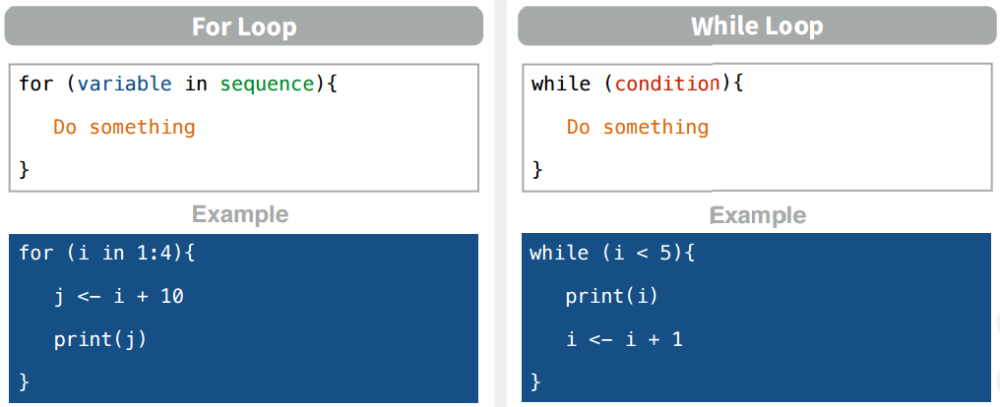 For Loop
for (variable in sequence){
Do something
}
Example
for (i in 1:4){
j <- i + 10
print(j)
}
While Loop
while (condition){
Do something
}
Example
while (i < 5){
print(i)
i <- i + 1
}